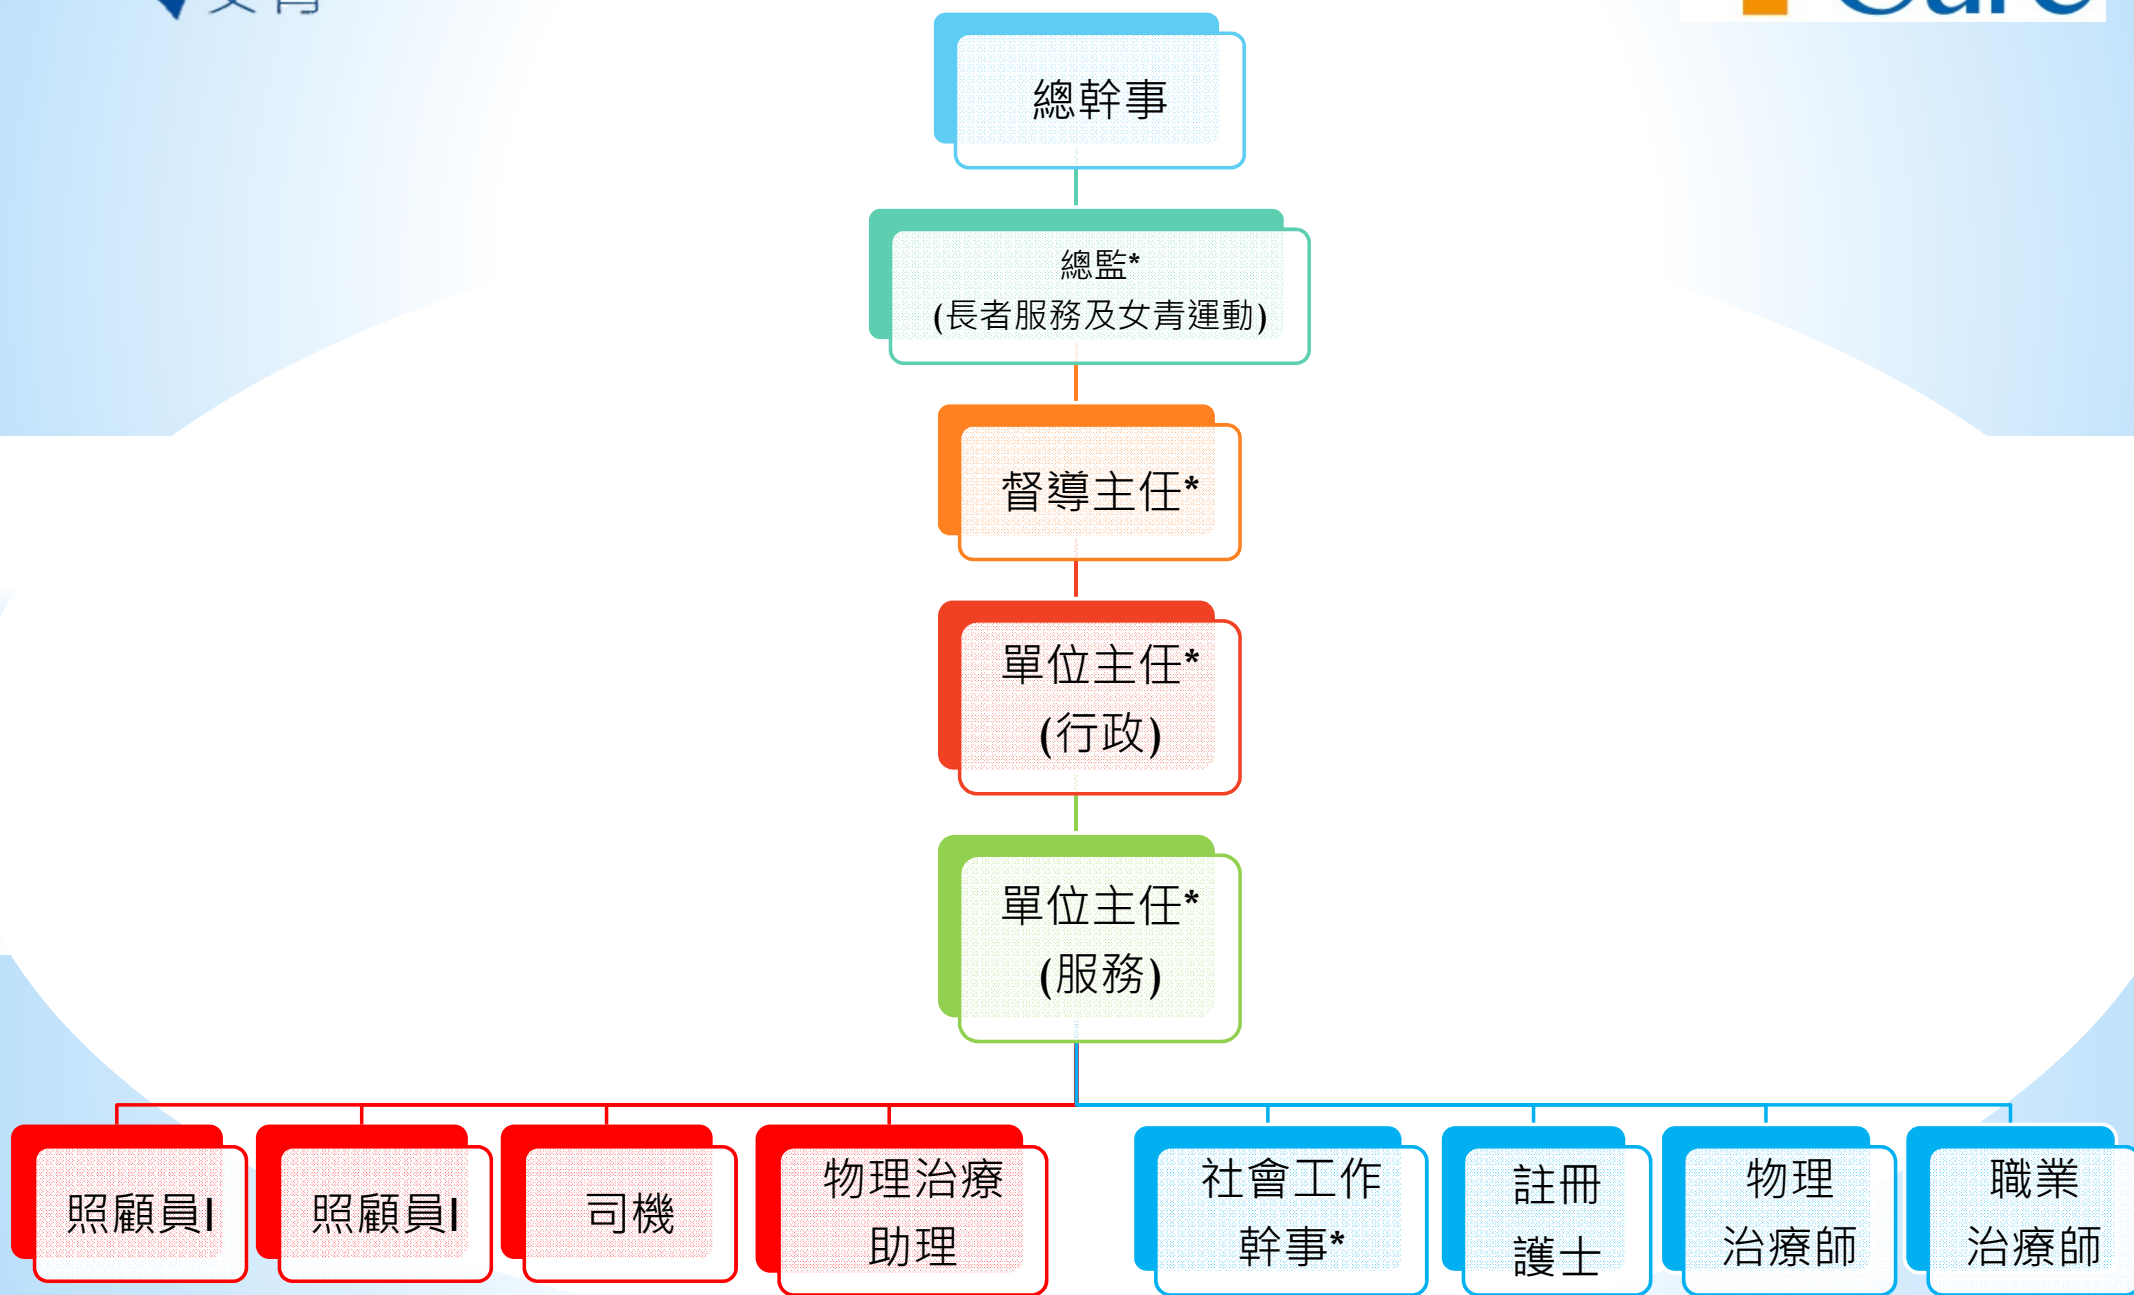 總幹事
總監*
(長者服務及女青運動)
督導主任*
單位主任*
(行政)
單位主任*
(服務)
照顧員I
照顧員I
司機
物理治療
助理
社會工作
幹事*
註冊
護士
物理
治療師
職業
治療師